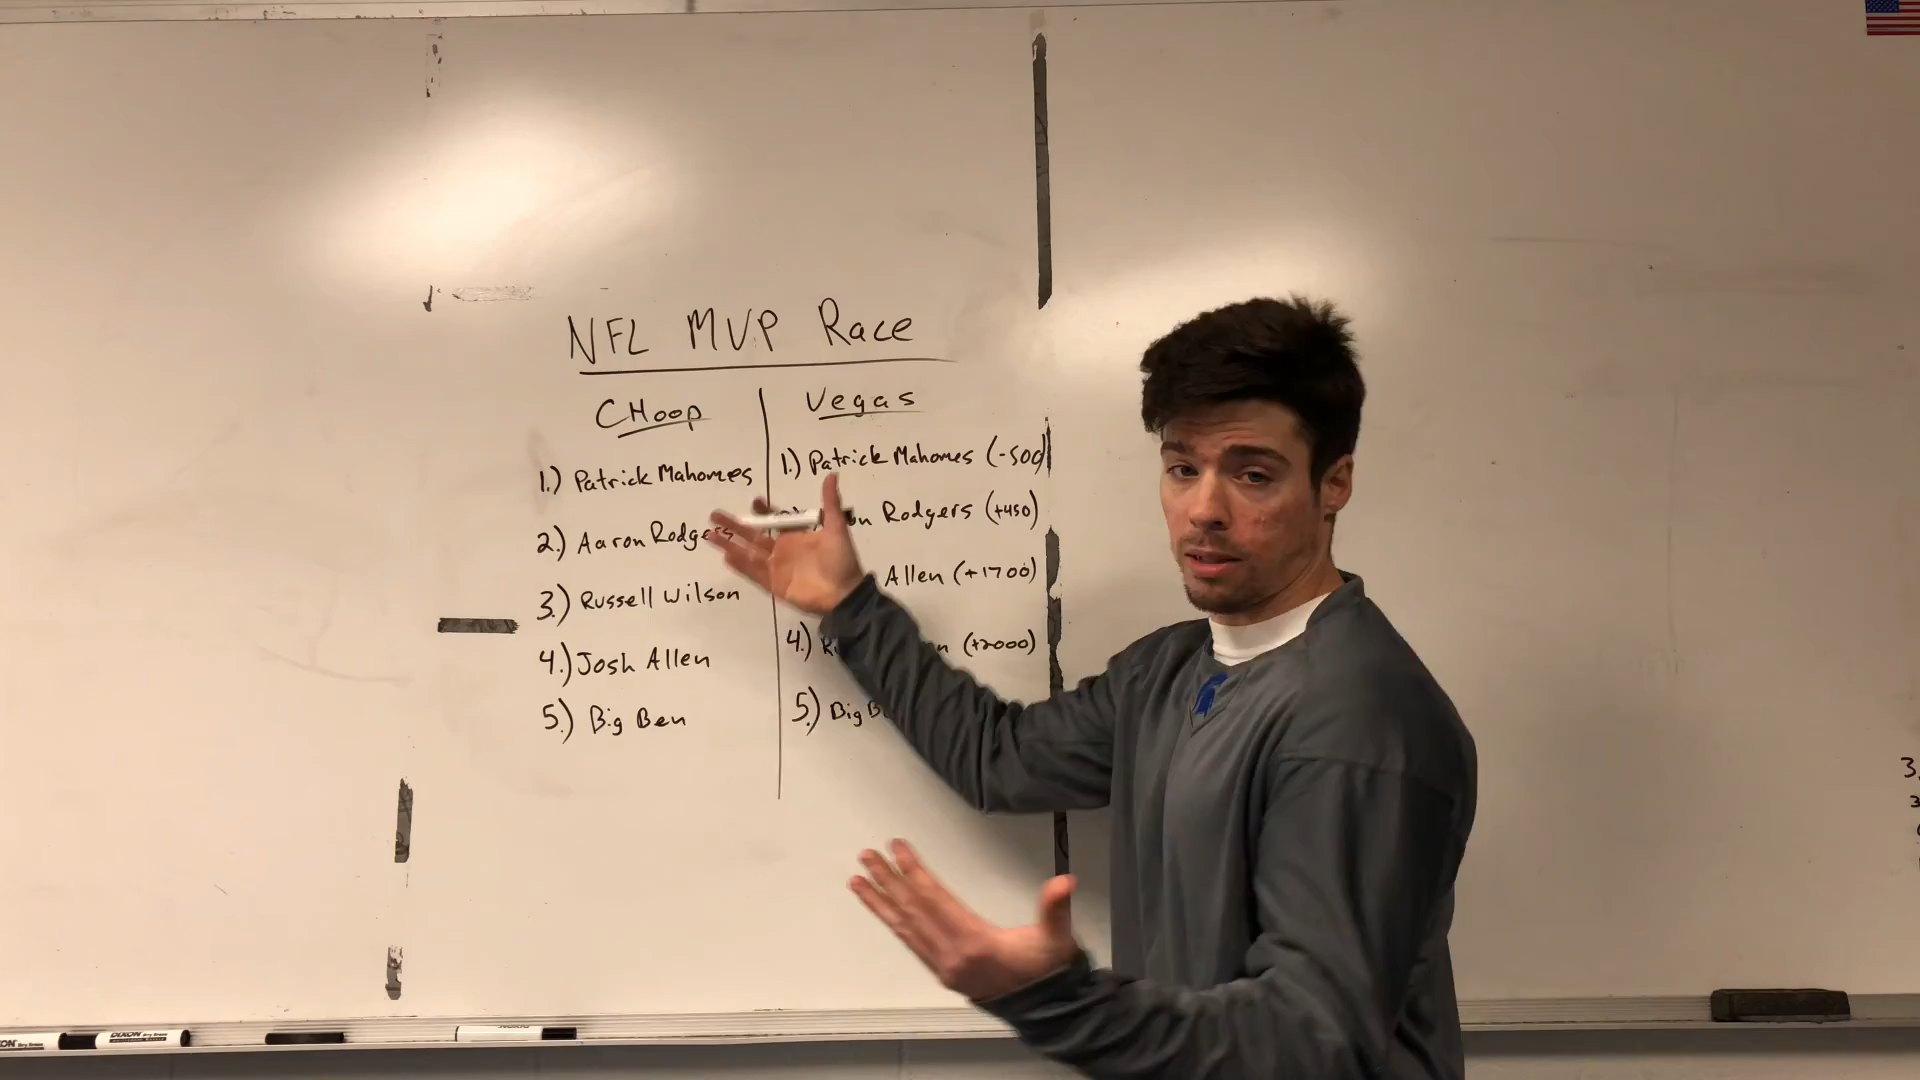 NFL MVP Race
CHoop
1.) Patrick Mahomes
2.) Aaron Rodgers
3.) Russell Wilson
4.) Josh Allen
5.) Big Ben
Vegas
1.) Patrick Mahomes (-500)
Rodgers (+450)
Allen (+1700)
4.) (+2000)
5.) Big
DIXON